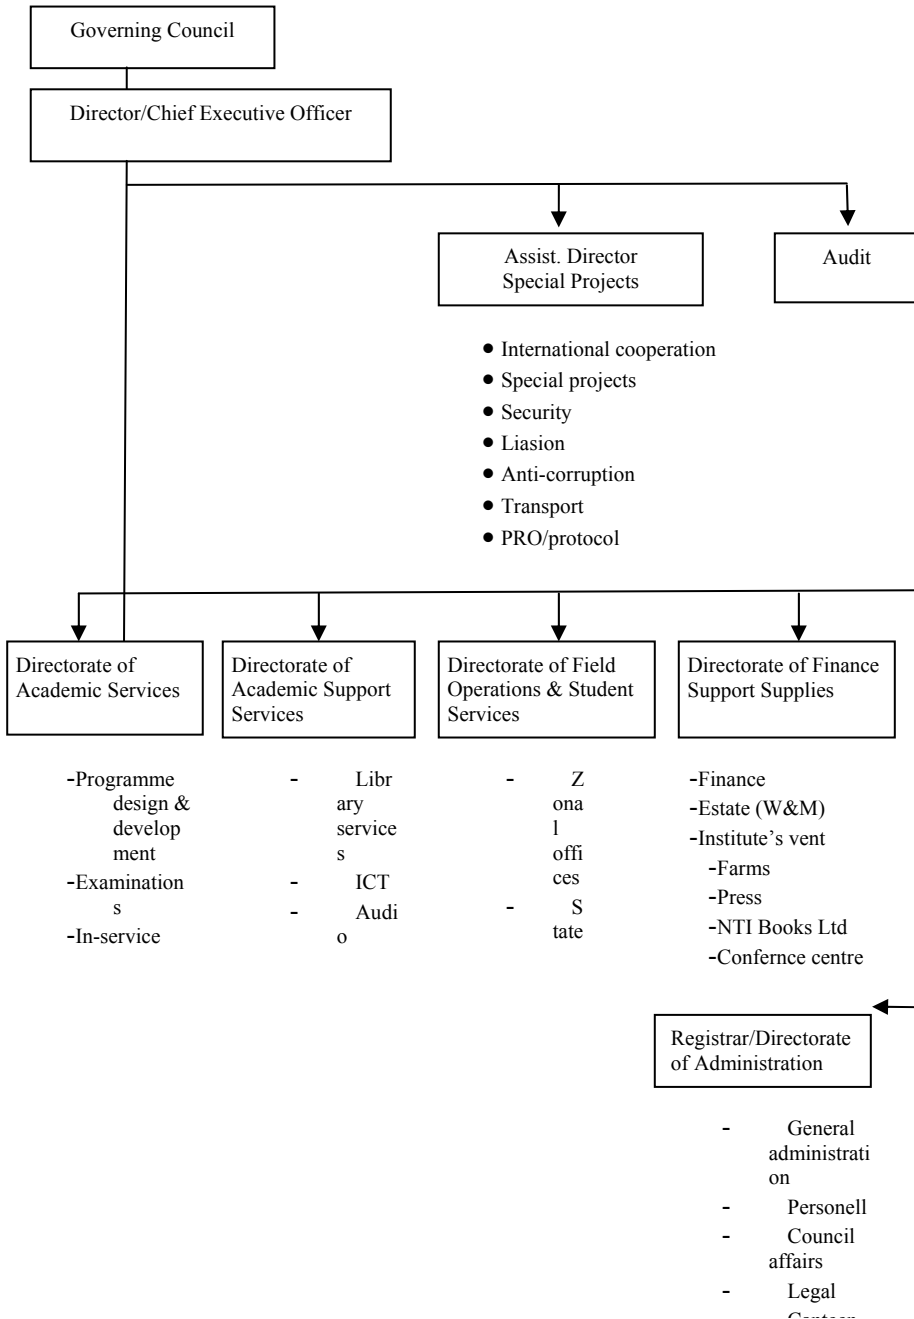 Governing Council
Director/Chief Executive Officer
Assist. Director
Special Projects
Audit
● International cooperation
● Special projects
● Security
● Liasion
● Anti-corruption
● Transport
● PRO/protocol
Directorate of
Academic Services
Directorate of
Academic Support
Services
Directorate of Field
Operations & Student
Services
Directorate of Finance
Support Supplies
-Programme
design &
develop
ment
-Examination
s
-In-service
- Libr
ary
service
s
- ICT
- Audi
o
- Z
ona
l
offi
ces
- S
tate
-Finance
-Estate (W&M)
-Institute’s vent
-Farms
-Press
-NTI Books Ltd
-Confernce centre
Registrar/Directorate
of Administration
- General
administrati
on
- Personell
- Council
affairs
- Legal